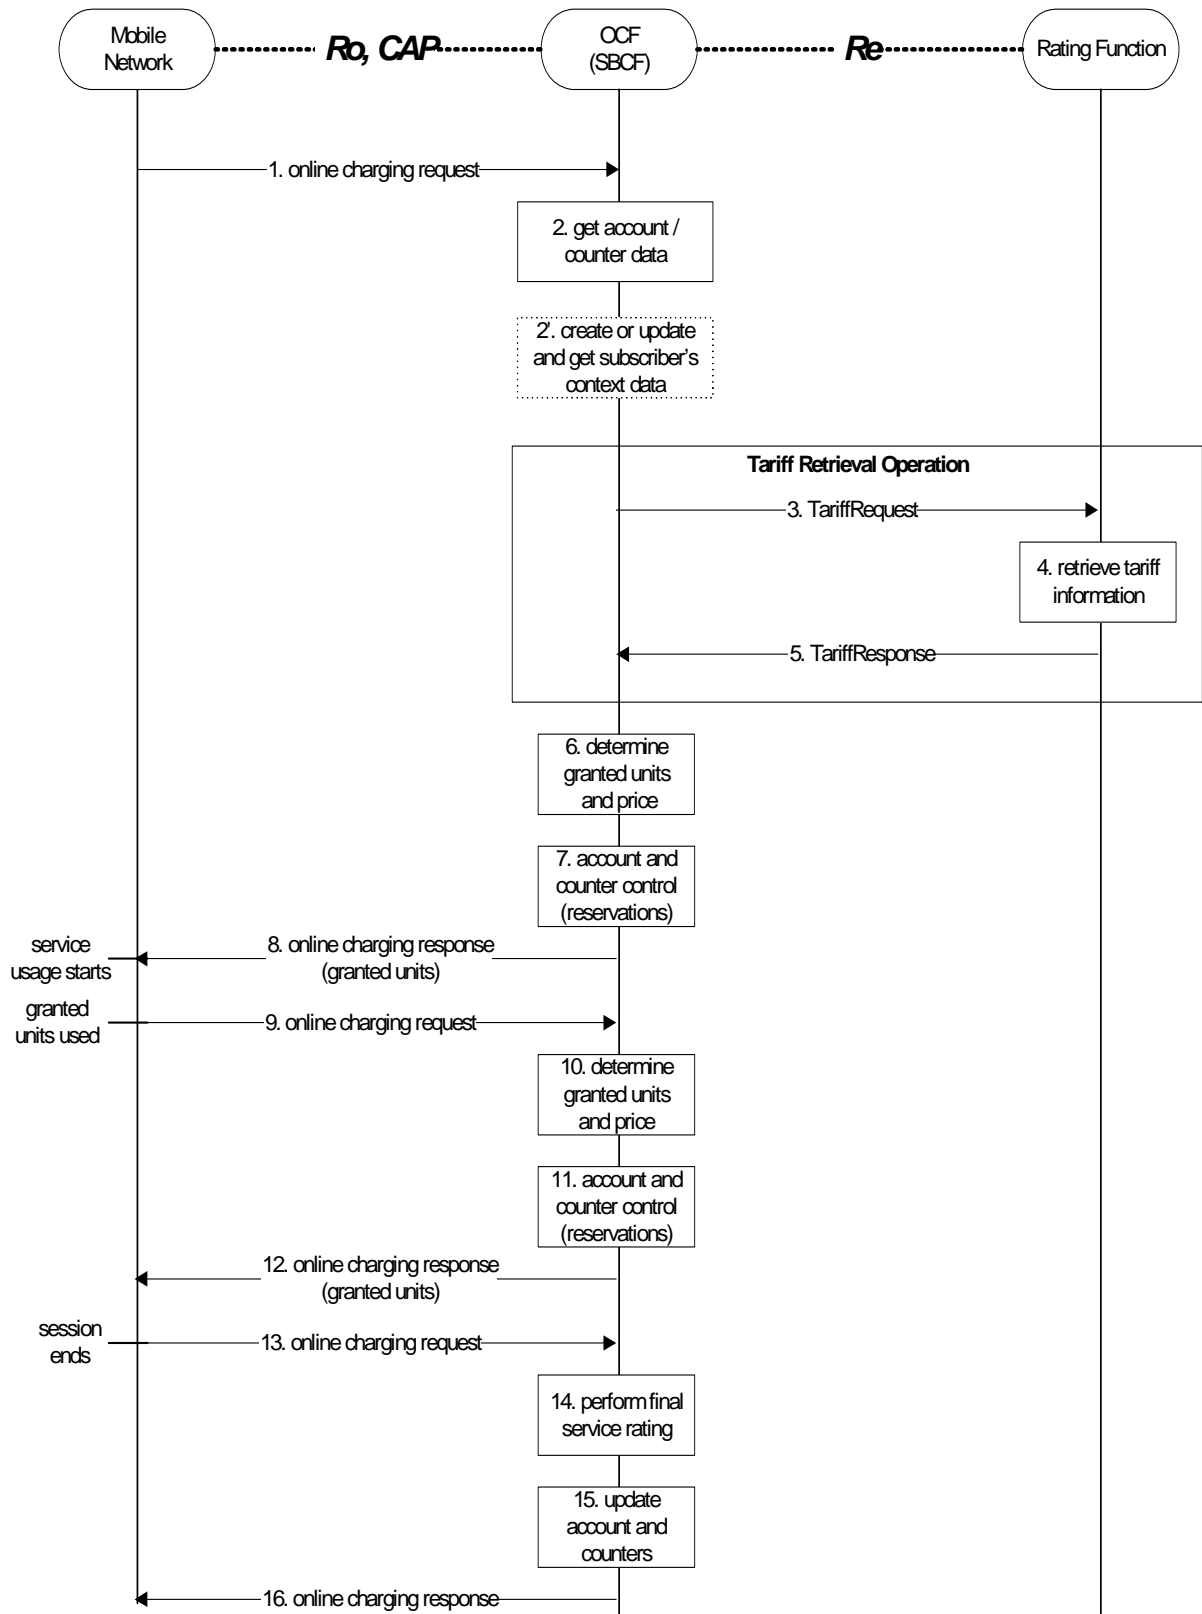 Mobile
Network
Ro, CAP
OCF
(SBCF)
Re
Rating Function
1. online charging request
2. get account /
counter data
2'. create or update
and get subscriber's
context data
Tariff Retrieval Operation
3. TariffRequest
4. retrieve tariff
information
5. TariffResponse
6. determine
granted units
and price
7. account and
counter control
(reservations)
service
usage starts
8. online charging response
(granted units)
granted
units used
9. online charging request
10. determine
granted units
and price
11. account and
counter control
(reservations)
12. online charging response
(granted units)
session
ends
13. online charging request
14. perform final
service rating
15. update
account and
counters
16. online charging response